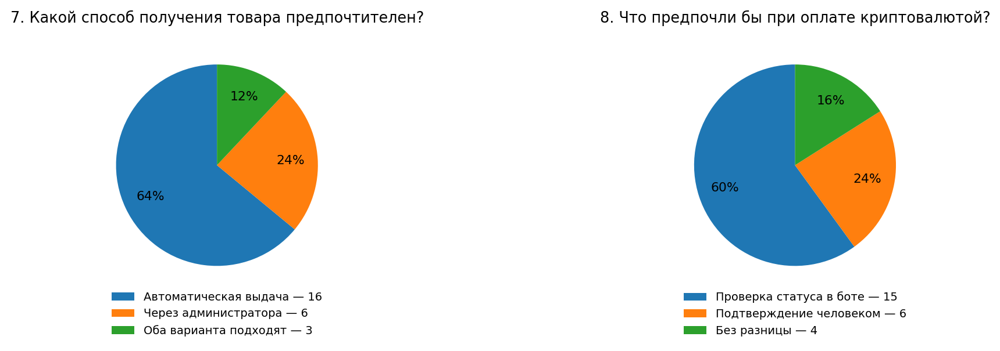 7. Какой способ получения товара предпочтителен?
12%
24%
64%
Автоматическая выдача — 16
Через администратора — 6
Оба варианта подходят — 3
8. Что предпочли бы при оплате криптовалютой?
16%
24%
60%
Проверка статуса в боте — 15
Подтверждение человеком — 6
Без разницы — 4